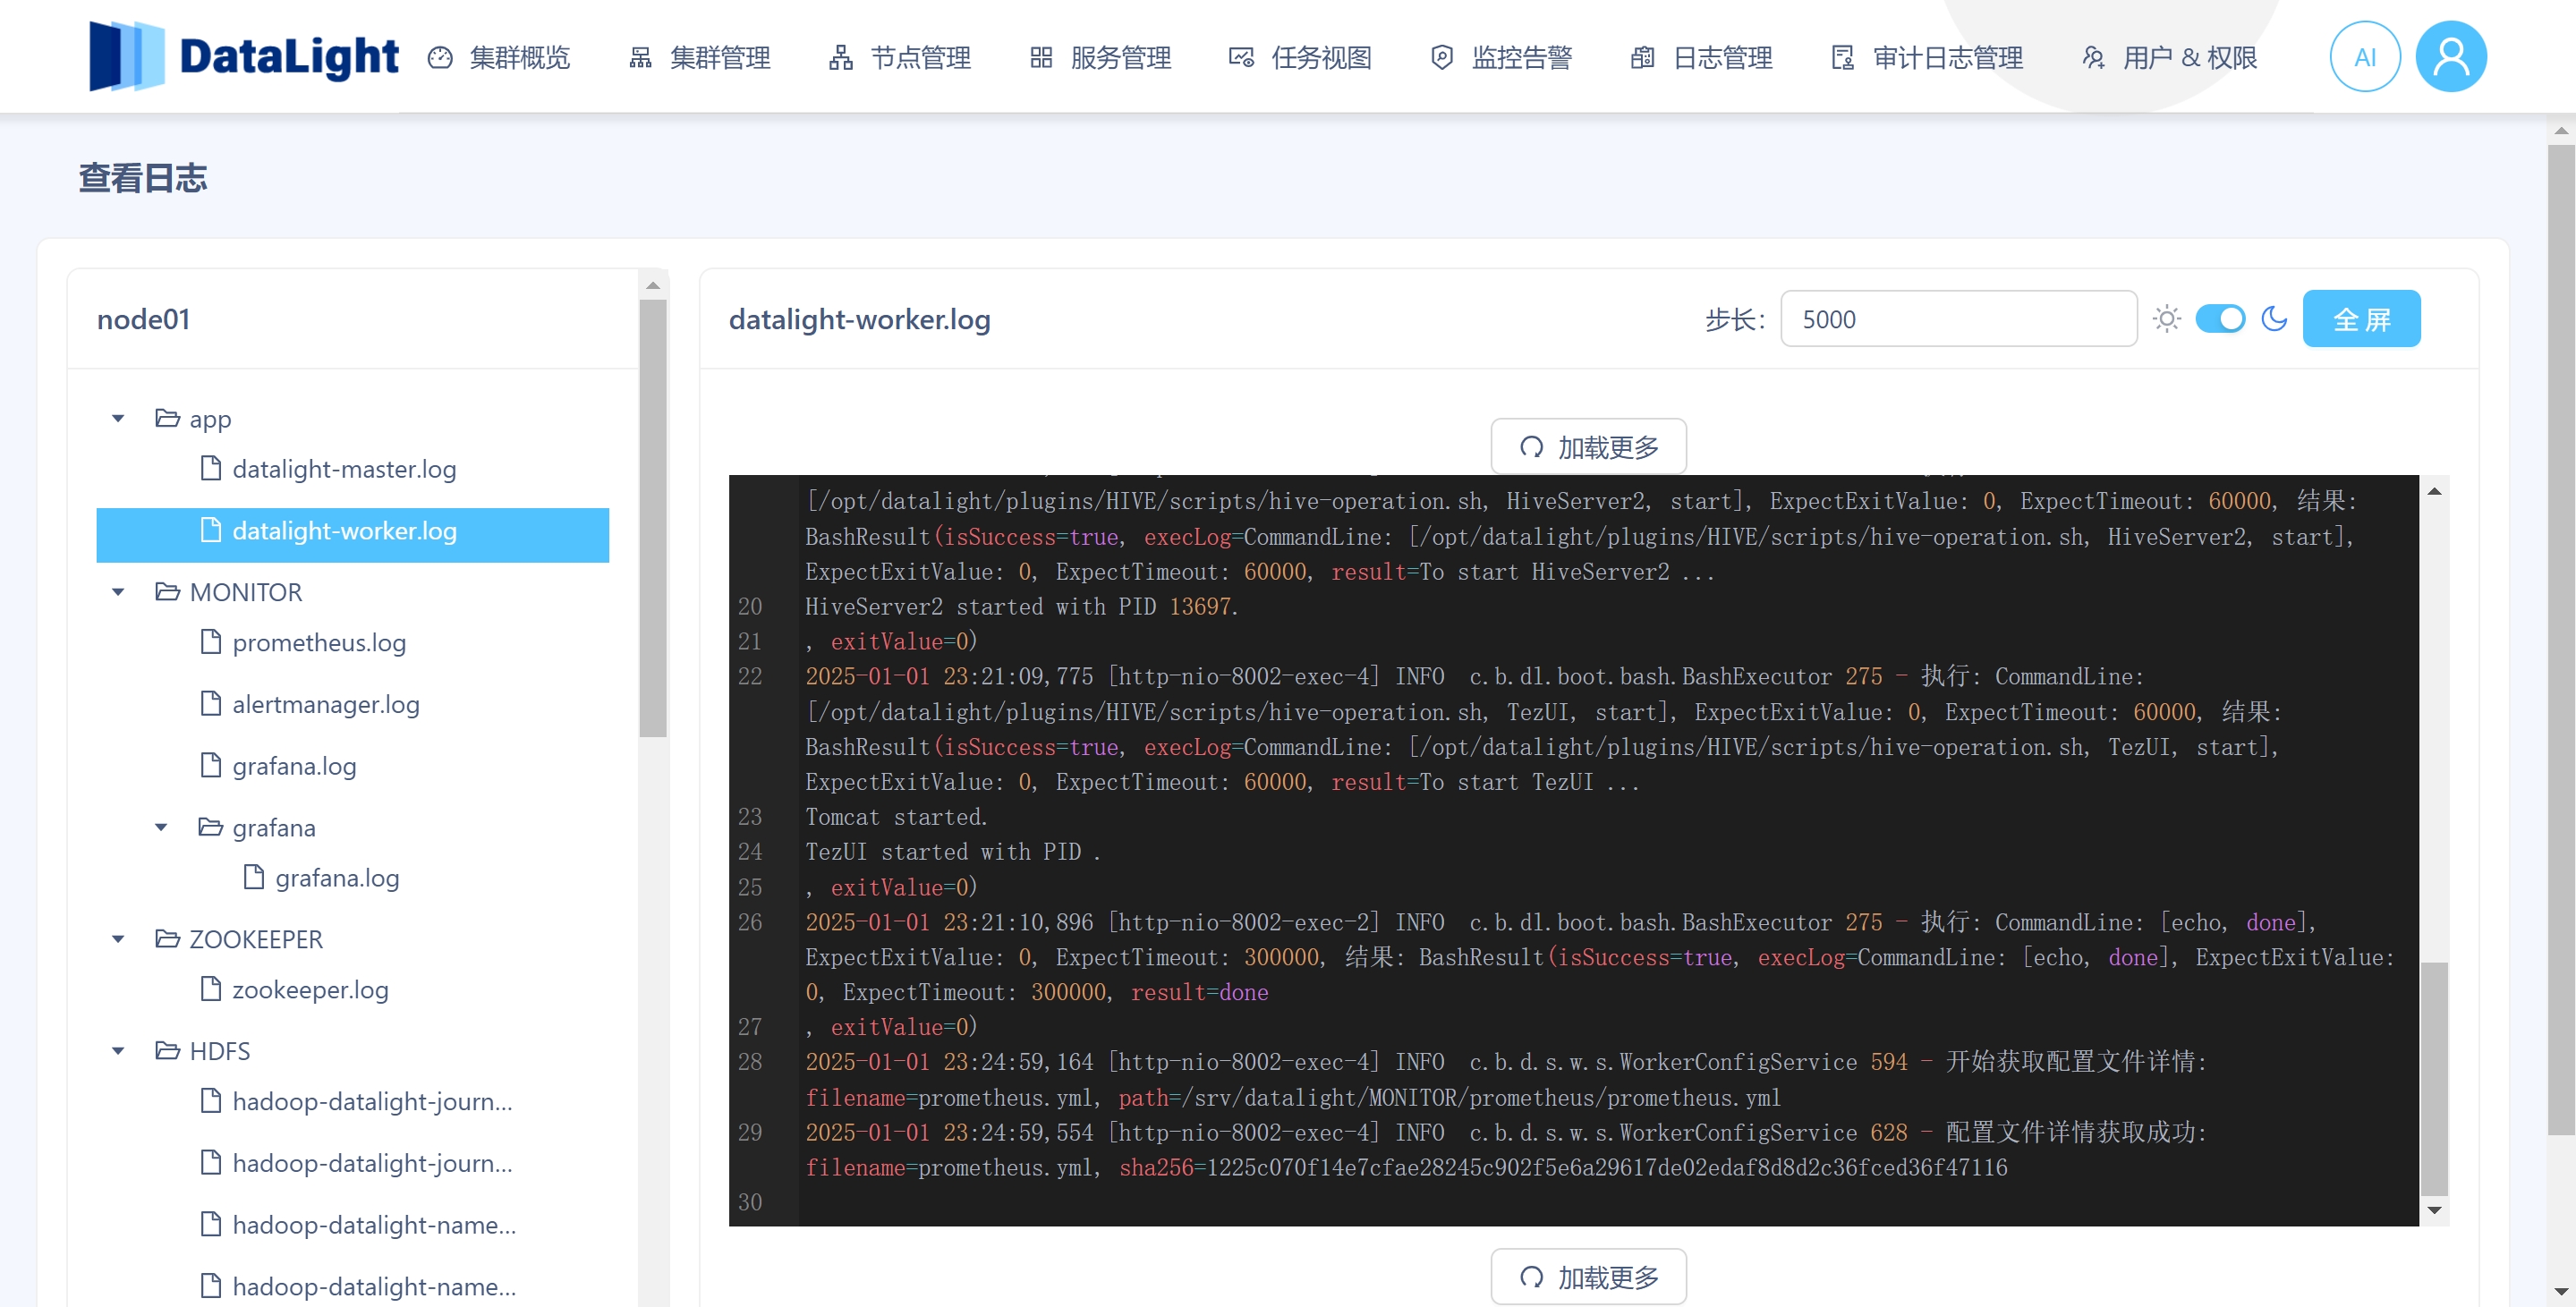 DataLight
集群概览
集群管理
节点管理
服务管理
任务视图
监控告警
日志管理
审计日志管理
用户 & 权限
AI
查看日志
node01
app
datalight-master.log
datalight-worker.log
MONITOR
prometheus.log
alertmanager.log
grafana.log
grafana
grafana.log
ZOOKEEPER
zookeeper.log
HDFS
hadoop-datalight-journ...
hadoop-datalight-journ...
hadoop-datalight-name...
hadoop-datalight-name...
datalight-worker.log
步长:
5000
全 屏
加载更多
[/opt/datalight/plugins/HIVE/scripts/hive-operation.sh, HiveServer2, start], ExpectExitValue: 0, ExpectTimeout: 60000, 结果:
BashResult(isSuccess=true, execLog=CommandLine: [/opt/datalight/plugins/HIVE/scripts/hive-operation.sh, HiveServer2, start],
ExpectExitValue: 0, ExpectTimeout: 60000, result=To start HiveServer2 ...
20 HiveServer2 started with PID 13697.
21 , exitValue=0)
22 2025-01-01 23:21:09,775 [http-nio-8002-exec-4] INFO  c.b.dl.boot.bash.BashExecutor 275 - 执行: CommandLine:
[/opt/datalight/plugins/HIVE/scripts/hive-operation.sh, TezUI, start], ExpectExitValue: 0, ExpectTimeout: 60000, 结果:
BashResult(isSuccess=true, execLog=CommandLine: [/opt/datalight/plugins/HIVE/scripts/hive-operation.sh, TezUI, start],
ExpectExitValue: 0, ExpectTimeout: 60000, result=To start TezUI ...
23 Tomcat started.
24 TezUI started with PID .
25 , exitValue=0)
26 2025-01-01 23:21:10,896 [http-nio-8002-exec-2] INFO  c.b.dl.boot.bash.BashExecutor 275 - 执行: CommandLine: [echo, done],
ExpectExitValue: 0, ExpectTimeout: 300000, 结果: BashResult(isSuccess=true, execLog=CommandLine: [echo, done], ExpectExitValue:
0, ExpectTimeout: 300000, result=done
27 , exitValue=0)
28 2025-01-01 23:24:59,164 [http-nio-8002-exec-4] INFO  c.b.d.s.w.s.WorkerConfigService 594 - 开始获取配置文件详情:
filename=prometheus.yml, path=/srv/datalight/MONITOR/prometheus/prometheus.yml
29 2025-01-01 23:24:59,554 [http-nio-8002-exec-4] INFO  c.b.d.s.w.s.WorkerConfigService 628 - 配置文件详情获取成功:
filename=prometheus.yml, sha256=1225c070f14e7cfae28245c902f5e6a29617de02edaf8d8d2c36fced36f47116
30
加载更多